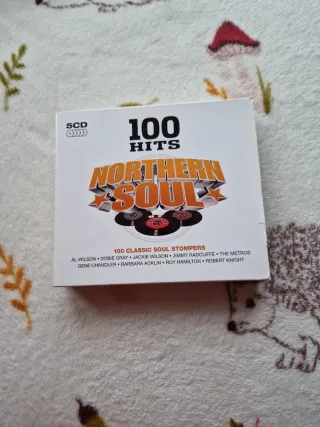 5CD
100
HITS
NORTHERN
SOUL
100 CLASSIC SOUL STOMPERS
AL WILSON • DOBIE GRAY • JACKIE WILSON • JIMMY RADCLIFFE • THE METROS
GENE CHANDLER • BARBARA ACKLIN • ROY HAMILTON • ROBERT KNIGHT